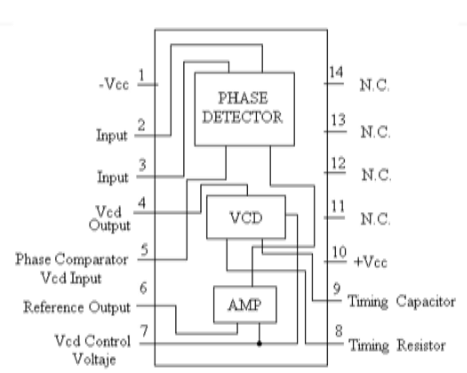 1
-Vcc
2
Input
3
Input
4
Vcd
Output
5
Phase Comparator
Vcd Input
6
Reference Output
7
Vcd Control
Voltaje
PHASE
DETECTOR
VCD
AMP
14
N.C.
13
N.C.
12
N.C.
11
N.C.
10
+Vcc
9
Timing Capacitor
8
Timing Resistor